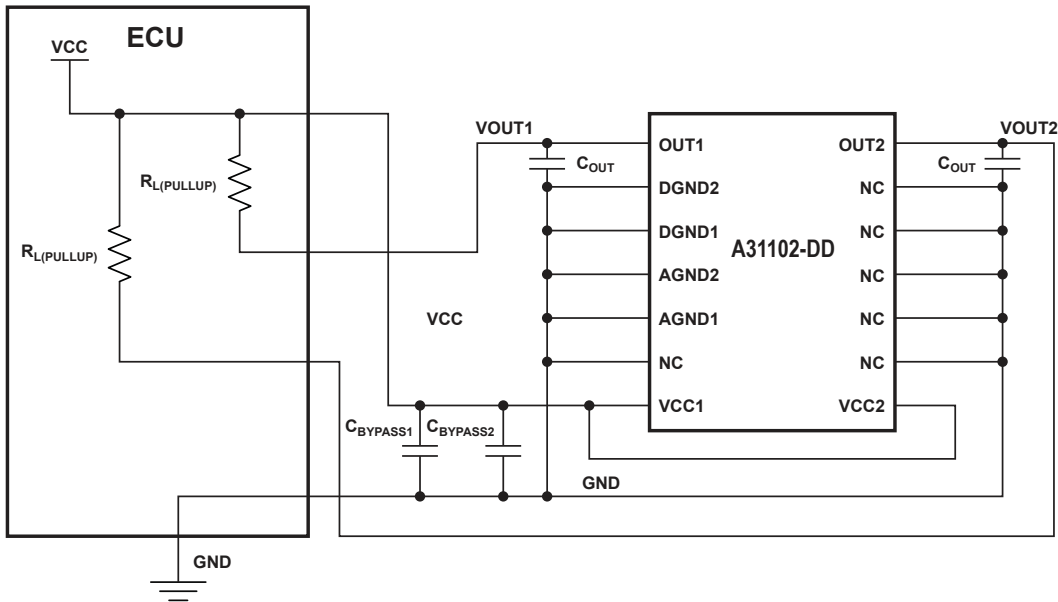 ECU
VCC
VOUT1
VOUT2
OUT1
OUT2
C_OUT
C_OUT
R_L(PULLUP)
DGND2
NC
DGND1
NC
A31102-DD
R_L(PULLUP)
AGND2
NC
VCC
AGND1
NC
NC
NC
VCC1
VCC2
C_BYPASS1
C_BYPASS2
GND
GND